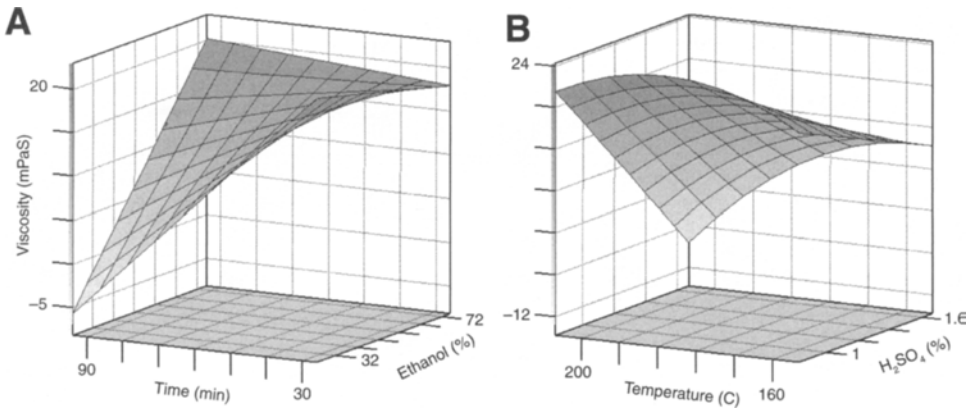 A
20
Viscosity (mPaS)
-5
90
Time (min)
30
32
Ethanol (%)
72
B
24
-12
200
Temperature (C)
160
1
H₂SO₄ (%)
1.6